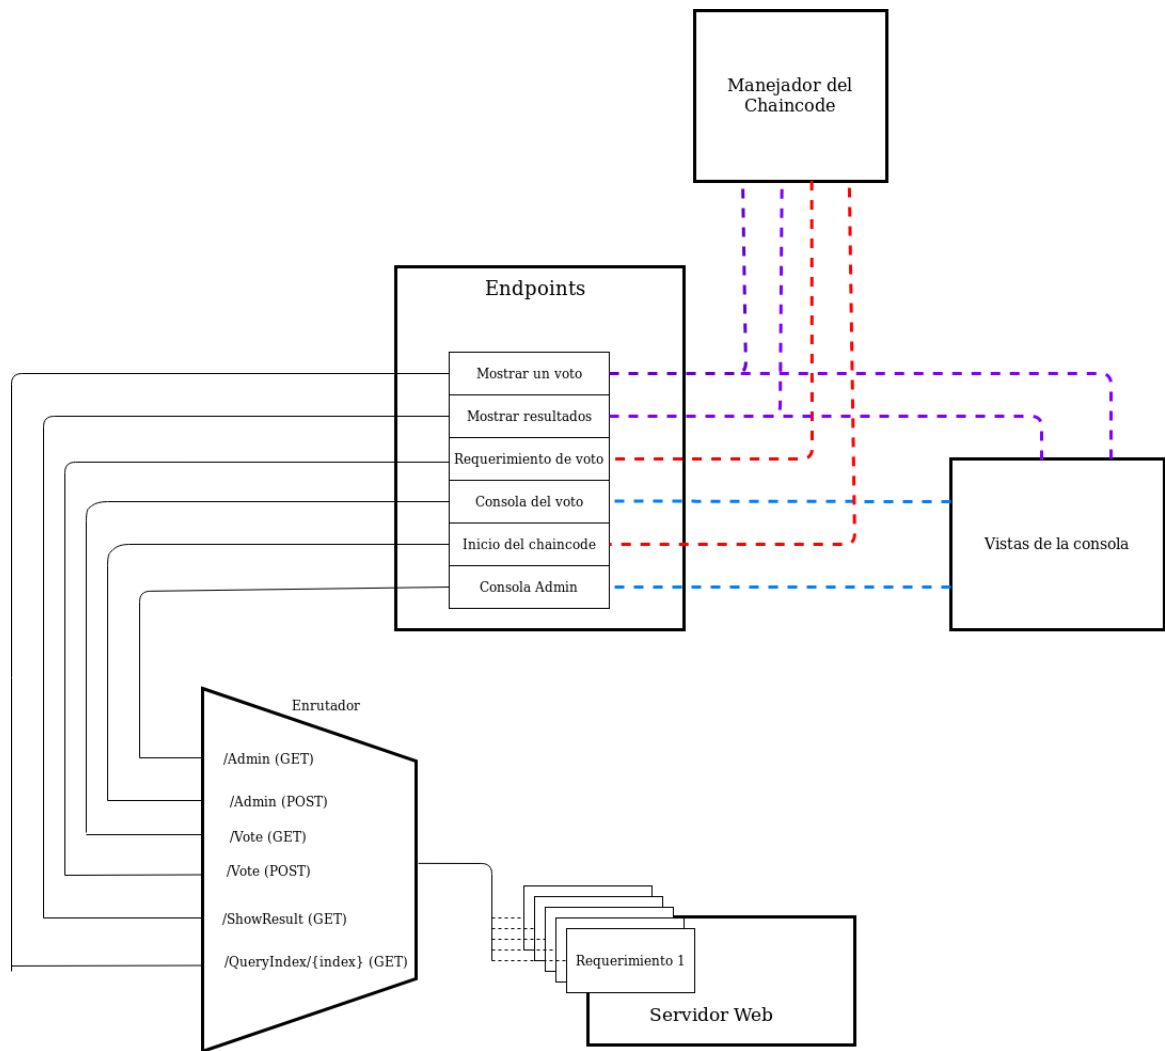 Manejador del
Chaincode
Endpoints
Mostrar un voto
Mostrar resultados
Requerimiento de voto
Consola del voto
Inicio del chaincode
Consola Admin
Vistas de la consola
Enrutador
/Admin (GET)
/Admin (POST)
/Vote (GET)
/Vote (POST)
/ShowResult (GET)
/QueryIndex/{index} (GET)
Requerimiento 1
Servidor Web